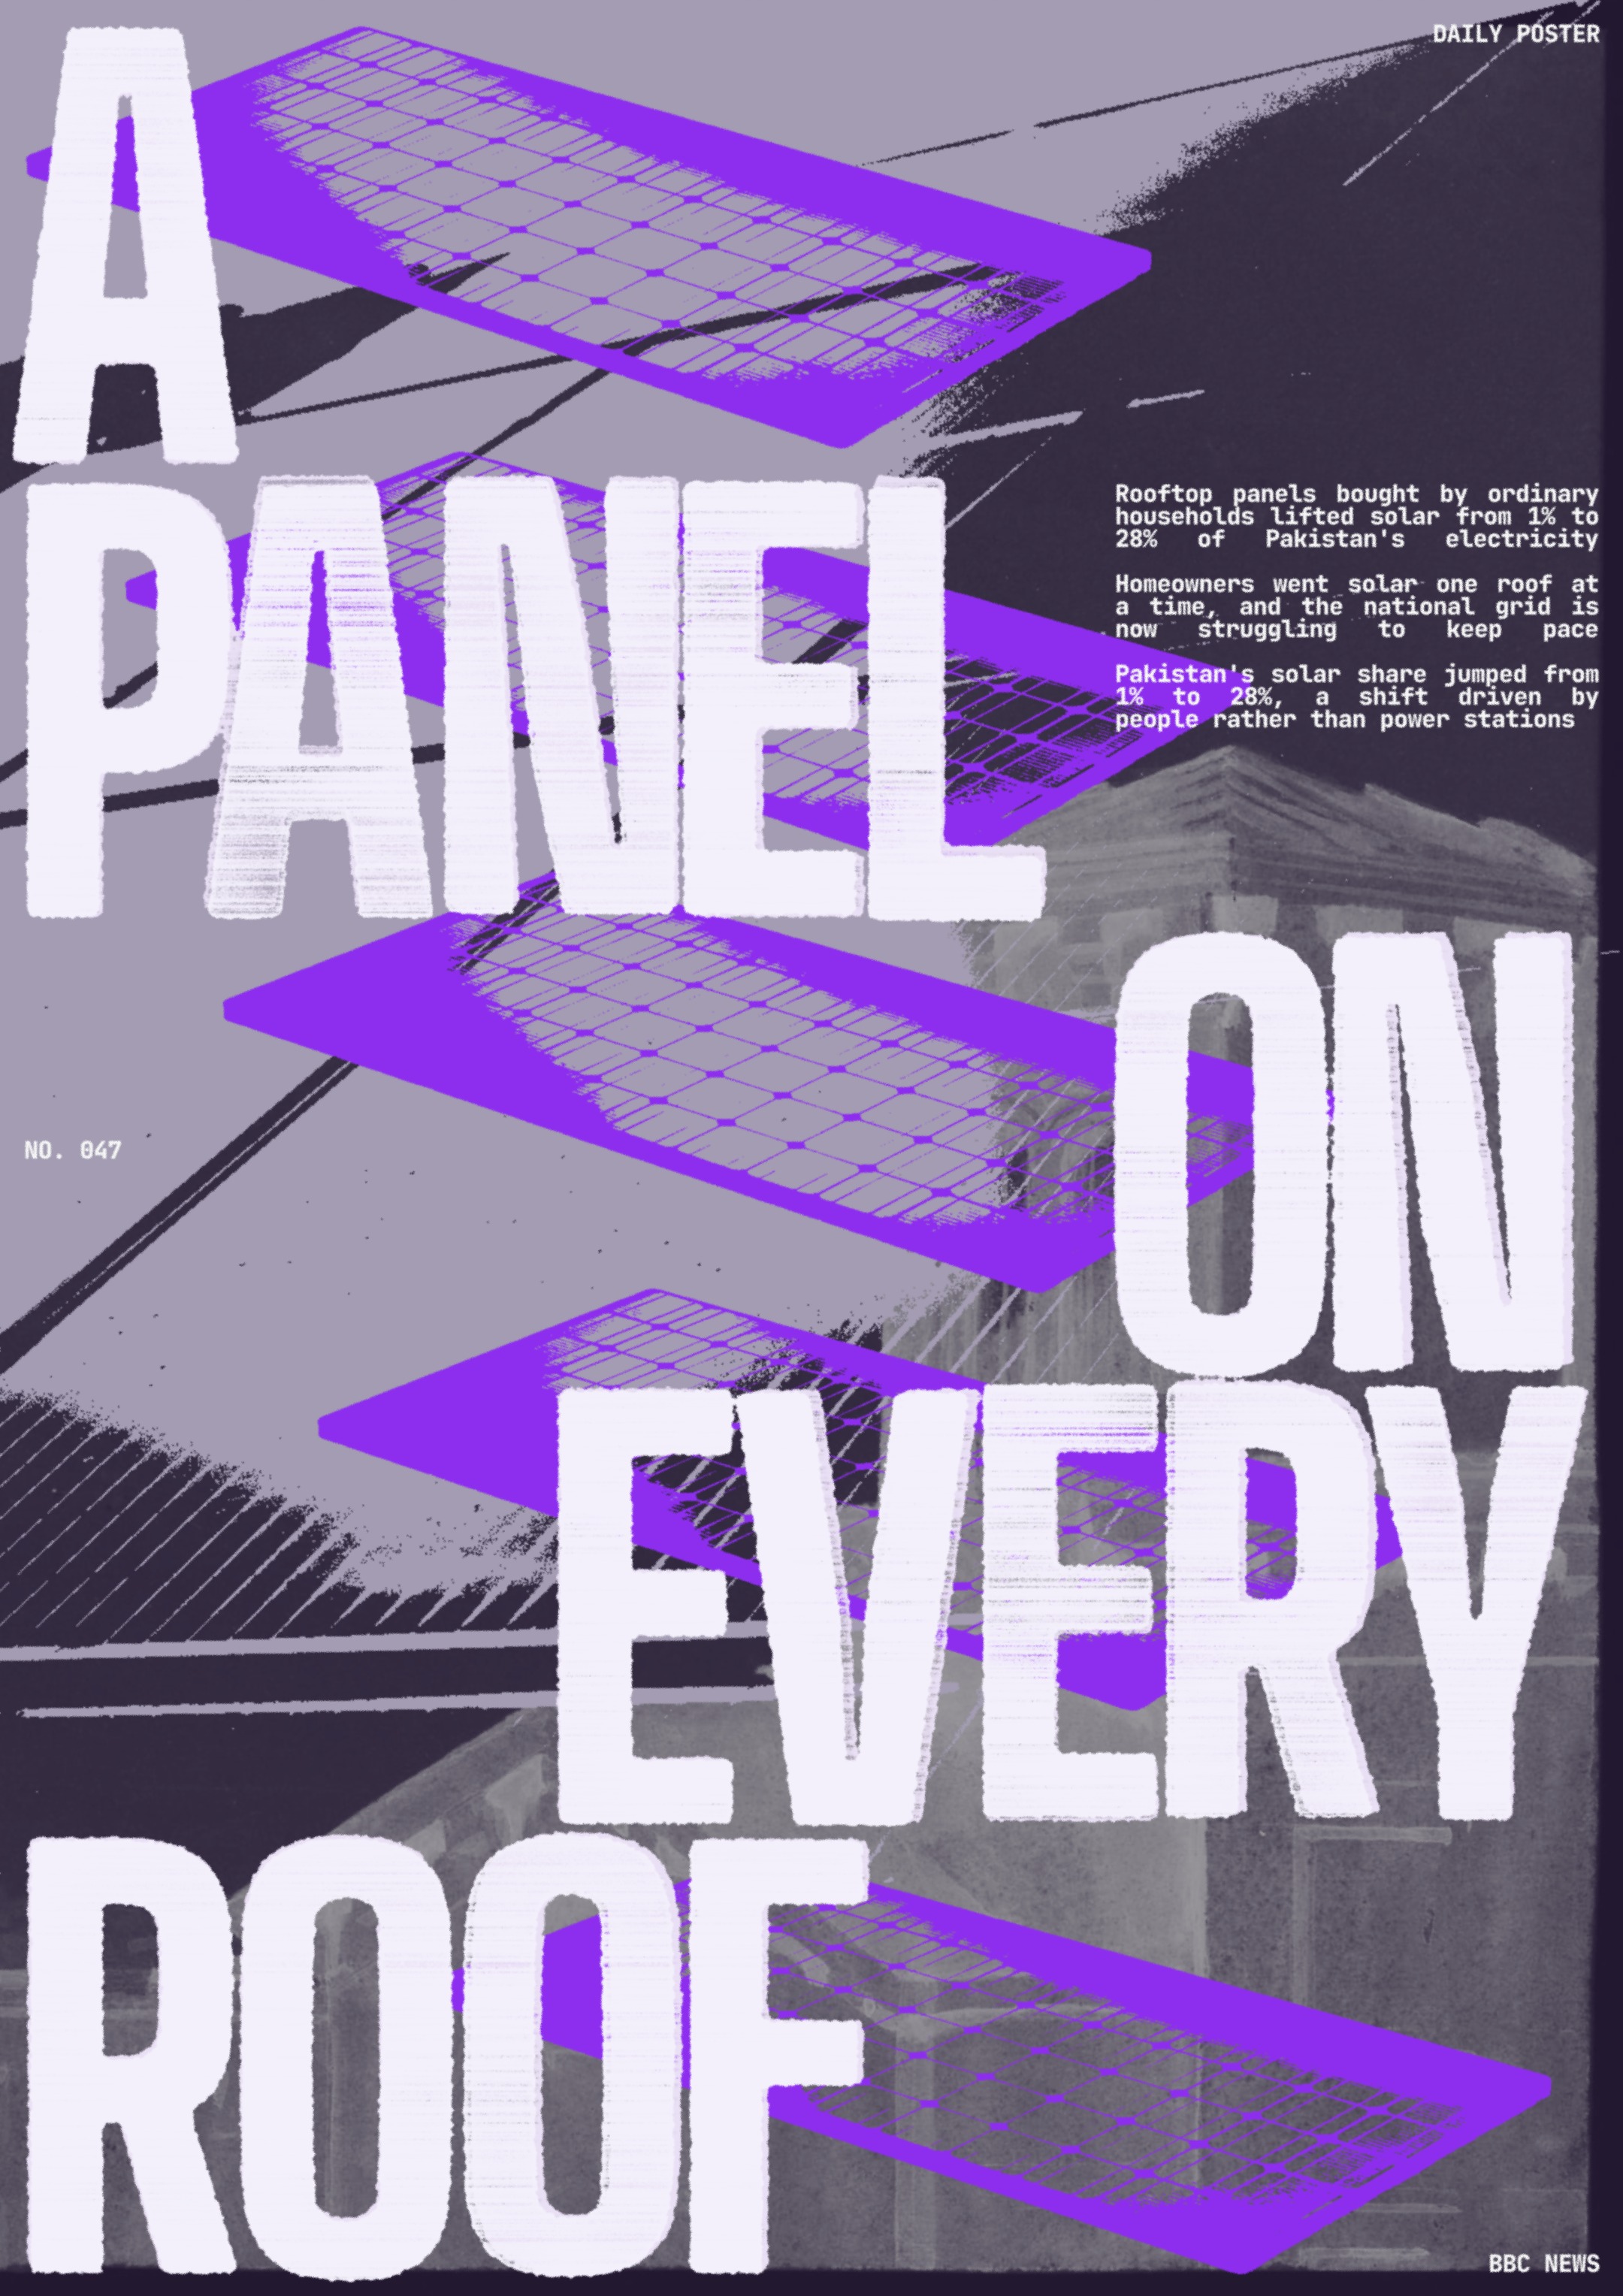 DAILY POSTER
A
PANEL
Rooftop panels bought by ordinary
households lifted solar from 1% to
28% of Pakistan's electricity
Homeowners went solar one roof at
a time, and the national grid is
now struggling to keep pace
Pakistan's solar share jumped from
1% to 28%, a shift driven by
people rather than power stations
ON
NO. 047
EVERY
ROOF
BBC NEWS